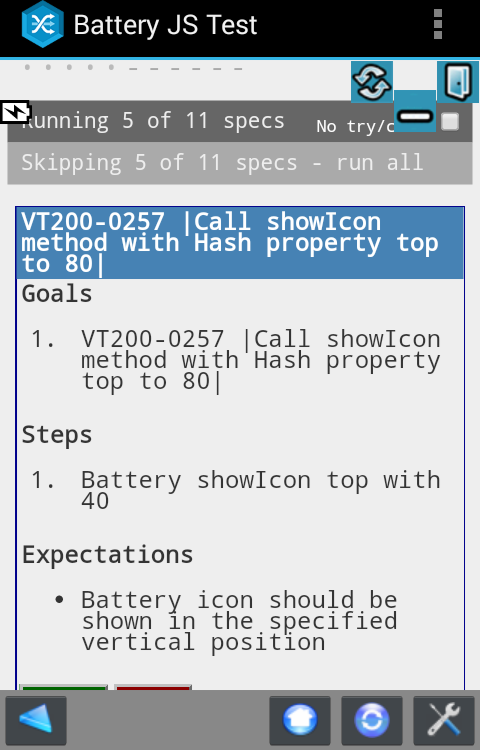 Battery JS Test
Running 5 of 11 specs
No try/c
Skipping 5 of 11 specs - run all
VT200-0257 |Call showIcon
method with Hash property top
to 80|
Goals
1. VT200-0257 |Call showIcon
method with Hash property
top to 80|
Steps
1. Battery showIcon top with
40
Expectations
• Battery icon should be
shown in the specified
vertical position